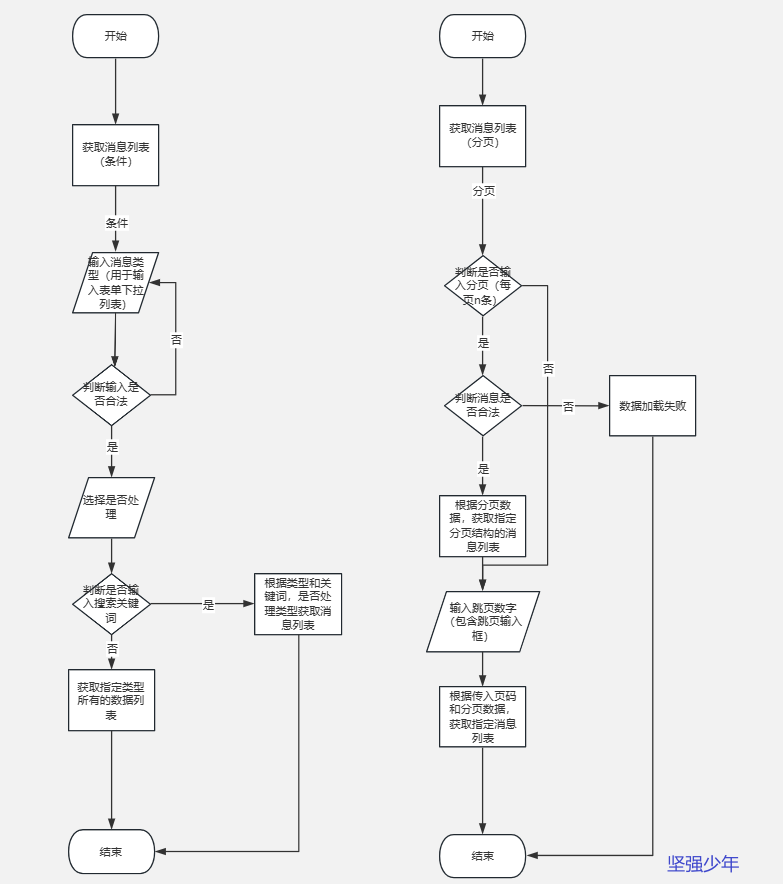 开始
获取消息列表
（条件）
条件
输入消息类
型（用于输
入表单下拉
列表）
否
判断输入是
否合法
是
选择是否处
理
判断是否输
入搜索关键
词
是
根据类型和关
键词，是否处
理类型获取消
息列表
否
获取指定类型
所有的数据列
表
结束
开始
获取消息列表
（分页）
分页
判断是否输
入分页（每
页n条）
是
否
判断消息是
否合法
否
数据加载失败
是
根据分页数
据，获取指定
分页结构的消
息列表
输入跳页数字
（包含跳页输入
框）
根据传入页码
和分页数据，
获取指定消息
列表
结束
坚强少年